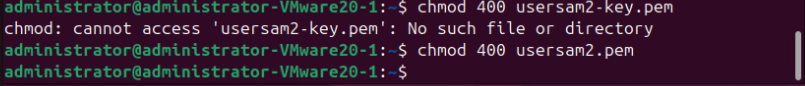 administrator@administrator-VMware20-1:~$ chmod 400 usersam2-key.pem
chmod: cannot access 'usersam2-key.pem': No such file or directory
administrator@administrator-VMware20-1:~$ chmod 400 usersam2.pem
administrator@administrator-VMware20-1:~$